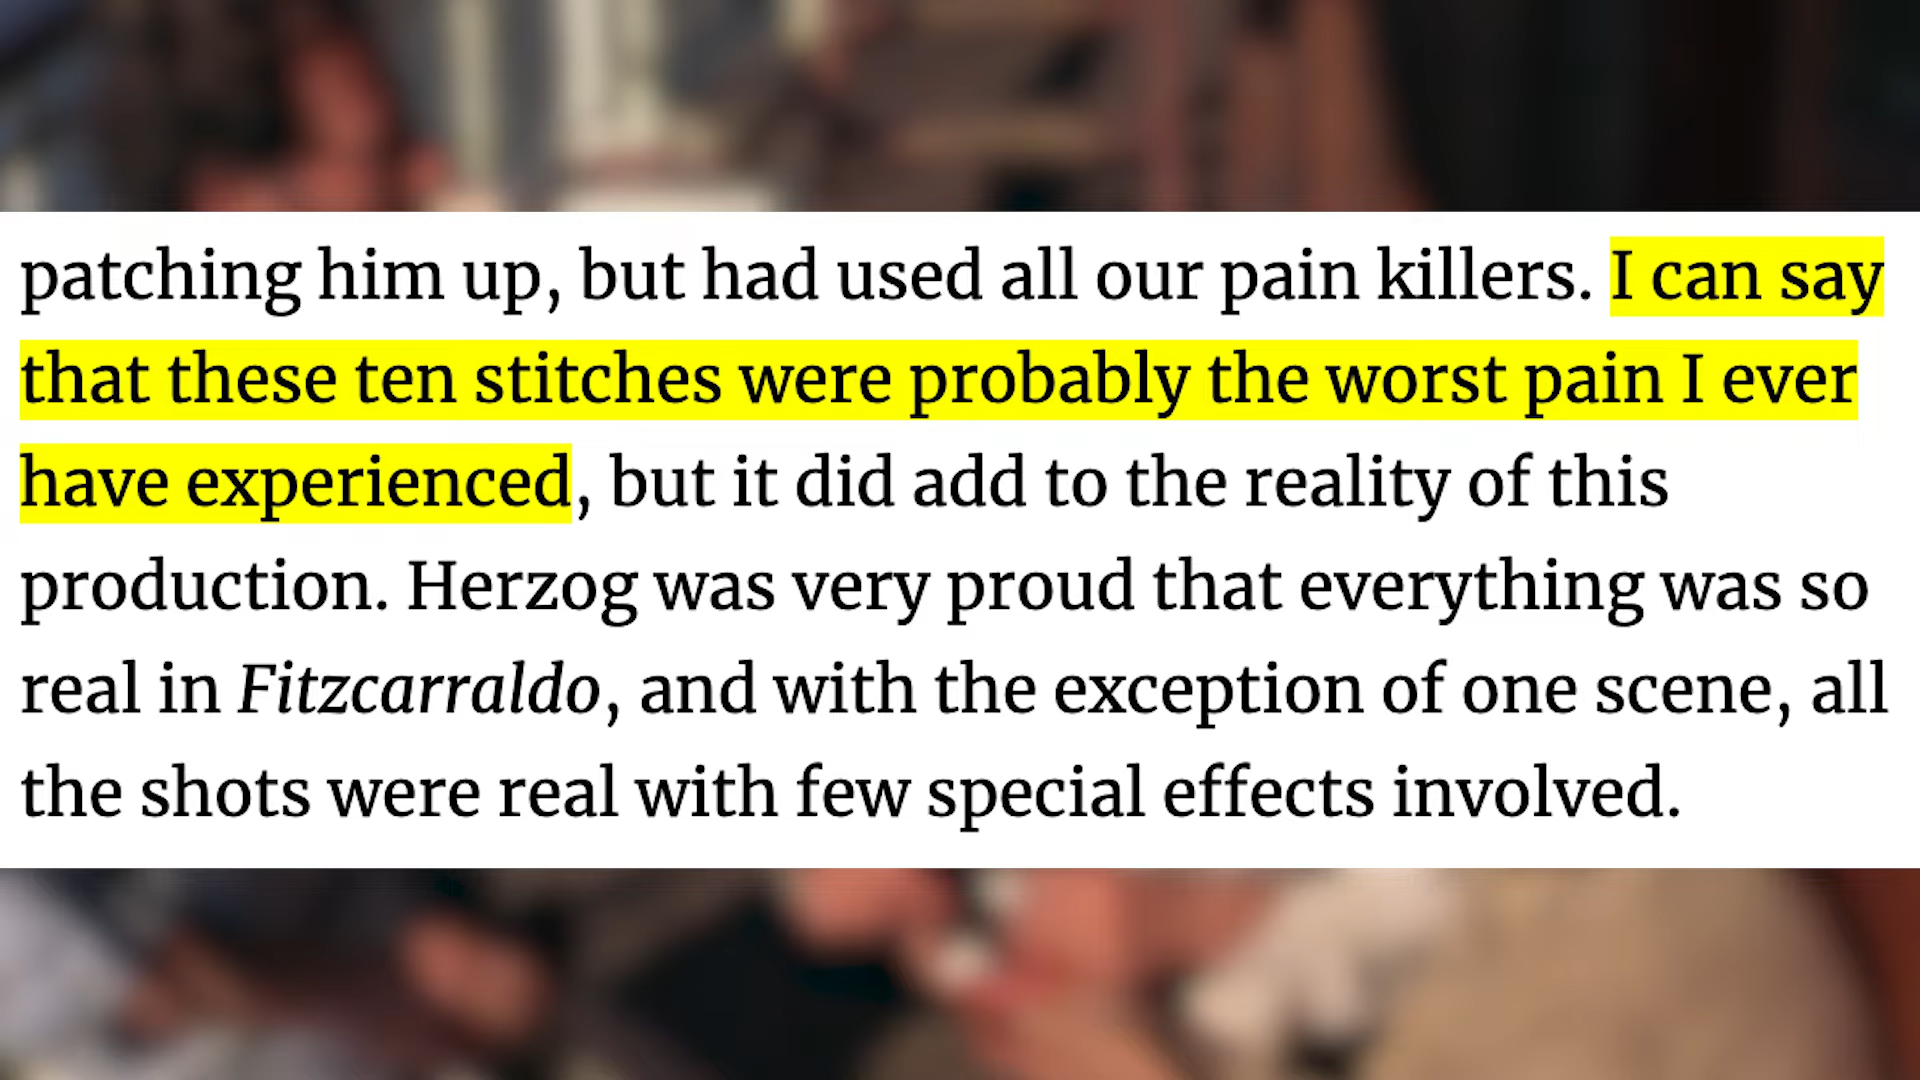 patching him up, but had used all our pain killers. I can say
that these ten stitches were probably the worst pain I ever
have experienced, but it did add to the reality of this
production. Herzog was very proud that everything was so
real in Fitzcarraldo, and with the exception of one scene, all
the shots were real with few special effects involved.